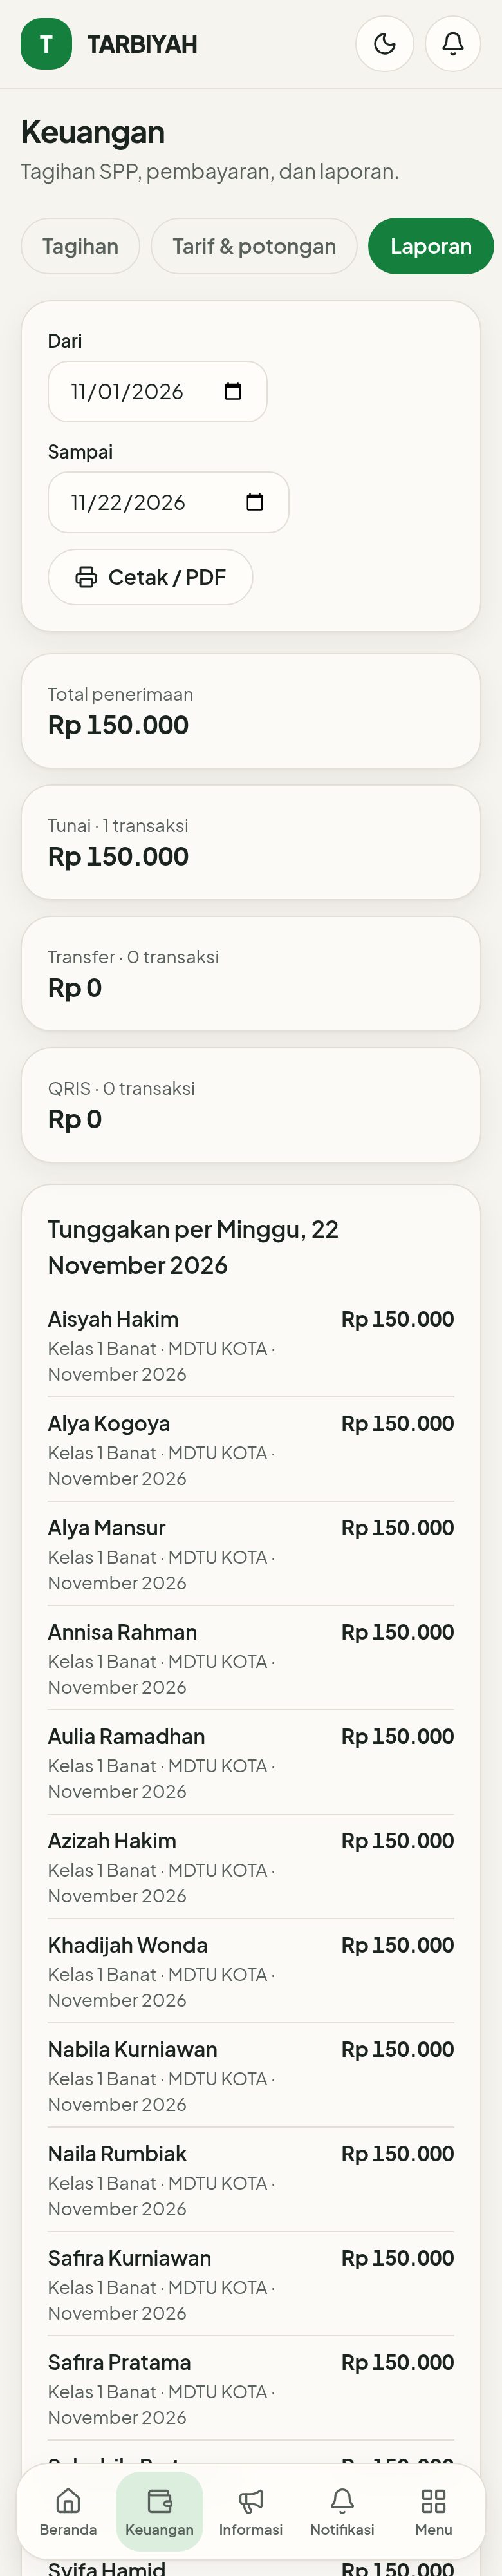 T TARBIYAH
Keuangan
Tagihan SPP, pembayaran, dan laporan.
Tagihan Tarif & potongan Laporan
Dari
11/01/2026
Sampai
11/22/2026
Cetak / PDF
Total penerimaan
Rp 150.000
Tunai · 1 transaksi
Rp 150.000
Transfer · 0 transaksi
Rp 0
QRIS · 0 transaksi
Rp 0
Tunggakan per Minggu, 22
November 2026
Aisyah Hakim Rp 150.000
Kelas 1 Banat · MDTU KOTA ·
November 2026
Alya Kogoya Rp 150.000
Kelas 1 Banat · MDTU KOTA ·
November 2026
Alya Mansur Rp 150.000
Kelas 1 Banat · MDTU KOTA ·
November 2026
Annisa Rahman Rp 150.000
Kelas 1 Banat · MDTU KOTA ·
November 2026
Aulia Ramadhan Rp 150.000
Kelas 1 Banat · MDTU KOTA ·
November 2026
Azizah Hakim Rp 150.000
Kelas 1 Banat · MDTU KOTA ·
November 2026
Khadijah Wonda Rp 150.000
Kelas 1 Banat · MDTU KOTA ·
November 2026
Nabila Kurniawan Rp 150.000
Kelas 1 Banat · MDTU KOTA ·
November 2026
Naila Rumbiak Rp 150.000
Kelas 1 Banat · MDTU KOTA ·
November 2026
Safira Kurniawan Rp 150.000
Kelas 1 Banat · MDTU KOTA ·
November 2026
Safira Pratama Rp 150.000
Kelas 1 Banat · MDTU KOTA ·
November 2026
Beranda Keuangan Informasi Notifikasi Menu
Syifa Hamid Rp 150.000